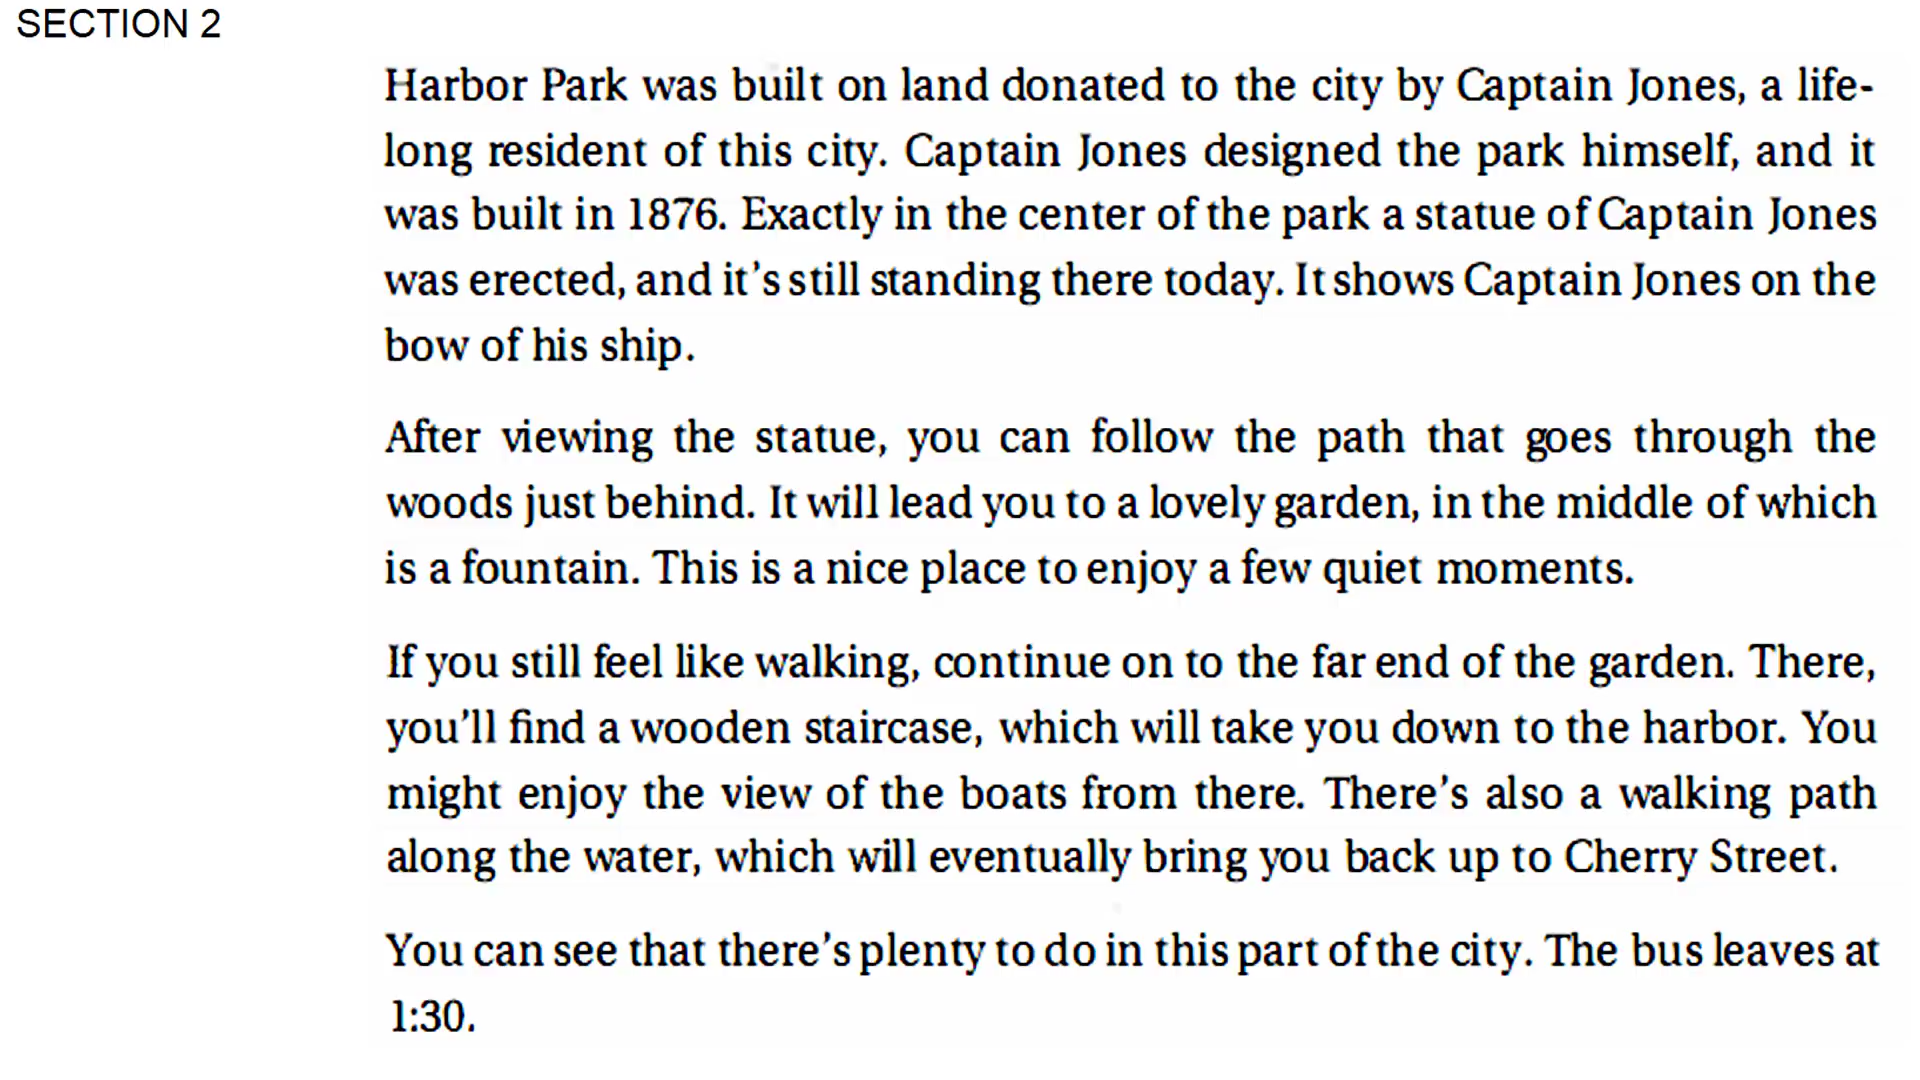 SECTION 2
Harbor Park was built on land donated to the city by Captain Jones, a life-
long resident of this city. Captain Jones designed the park himself, and it
was built in 1876. Exactly in the center of the park a statue of Captain Jones
was erected, and it's still standing there today. It shows Captain Jones on the
bow of his ship.
After viewing the statue, you can follow the path that goes through the
woods just behind. It will lead you to a lovely garden, in the middle of which
is a fountain. This is a nice place to enjoy a few quiet moments.
If you still feel like walking, continue on to the far end of the garden. There,
you'll find a wooden staircase, which will take you down to the harbor. You
might enjoy the view of the boats from there. There's also a walking path
along the water, which will eventually bring you back up to Cherry Street.
You can see that there's plenty to do in this part of the city. The bus leaves at
1:30.